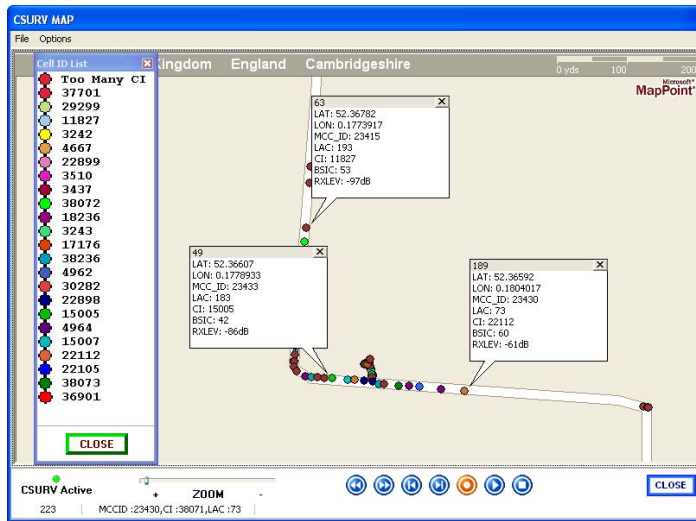 CSURV MAP
File Options
Cell ID List
Kingdom England Cambridgeshire
0 yds 100 200
Microsoft
MapPoint
Too Many CI
37701
29299
11827
3242
4667
22899
3510
3437
38072
18236
3243
17176
38236
4962
30282
22898
15005
4964
15007
22112
22105
38073
36901
CLOSE
63
LAT: 52.36782
LON: 0.1773917
MCC_ID: 23415
LAC: 193
CI: 11827
BSIC: 53
RXLEV: -97dB
49
LAT: 52.36607
LON: 0.1778933
MCC_ID: 23433
LAC: 183
CI: 15005
BSIC: 42
RXLEV: -86dB
189
LAT: 52.36592
LON: 0.1804017
MCC_ID: 23430
LAC: 73
CI: 22112
BSIC: 60
RXLEV: -61dB
CSURV Active
+ ZOOM -
CLOSE
223 MCCID :23430,CI :38071,LAC :73